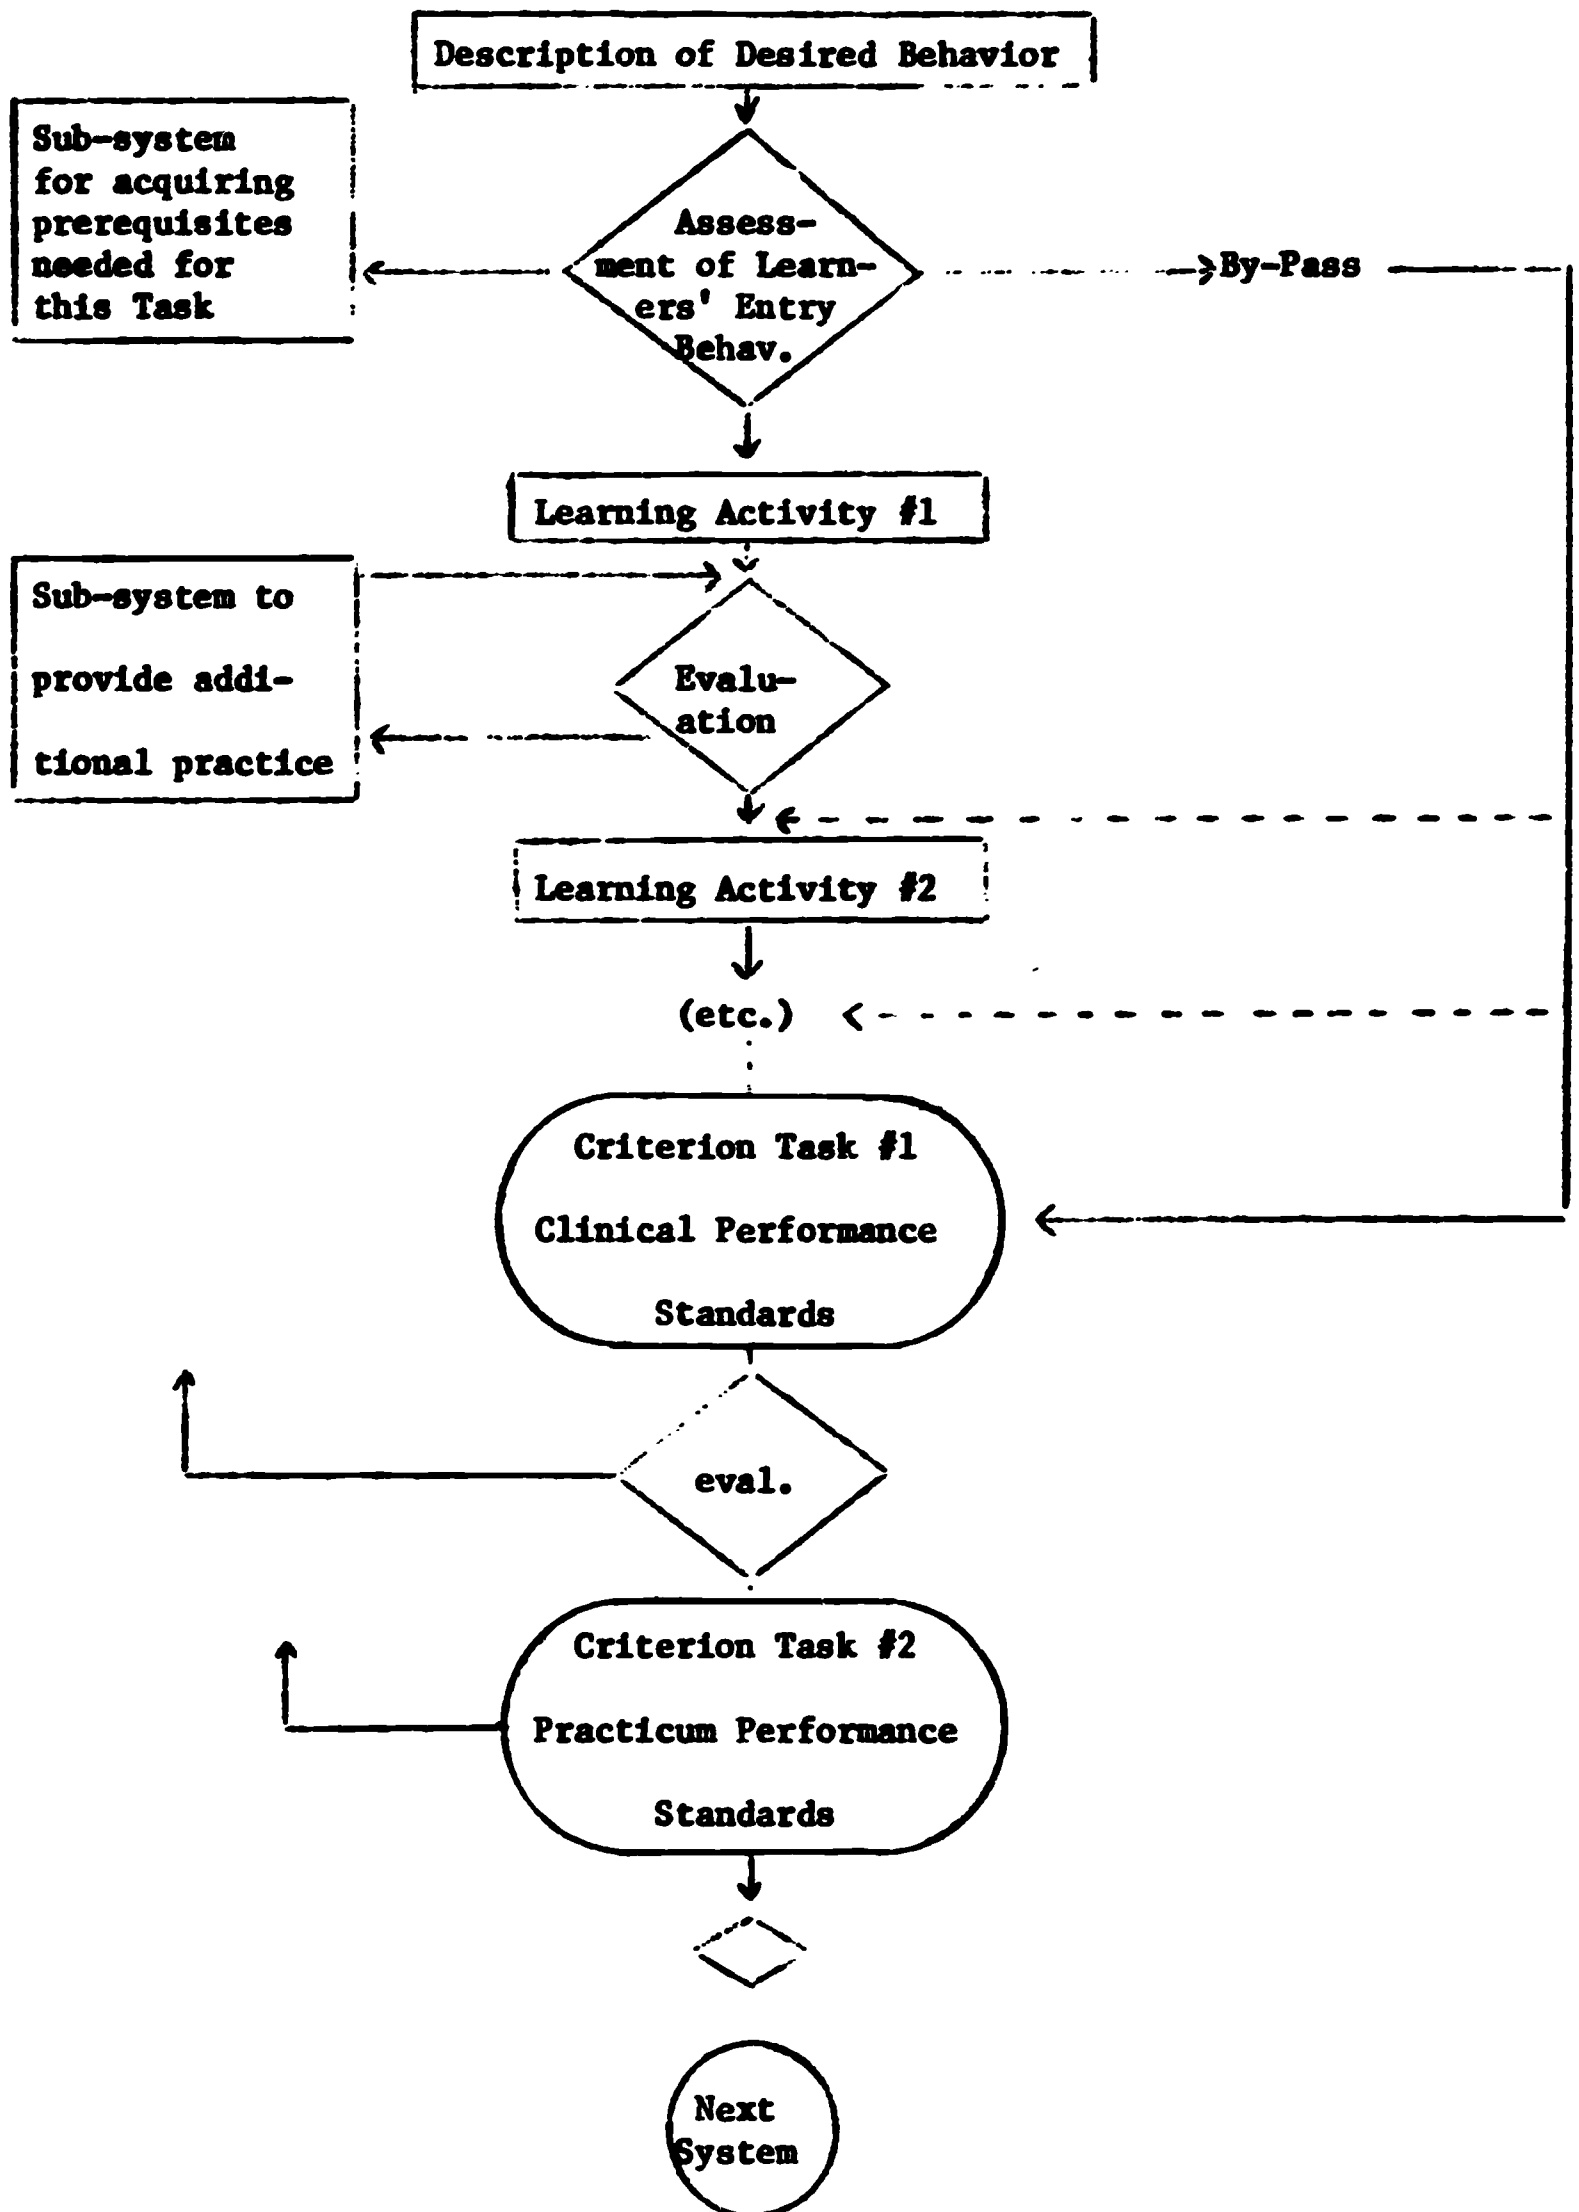 Description of Desired Behavior
Sub-system
for acquiring
prerequisites
needed for
this Task
Assess-
ment of Learn-
ers' Entry
Behav.
By-Pass
Learning Activity #1
Sub-system to
provide addi-
tional practice
Evalu-
ation
Learning Activity #2
(etc.)
Criterion Task #1
Clinical Performance
Standards
eval.
Criterion Task #2
Practicum Performance
Standards
Next
System